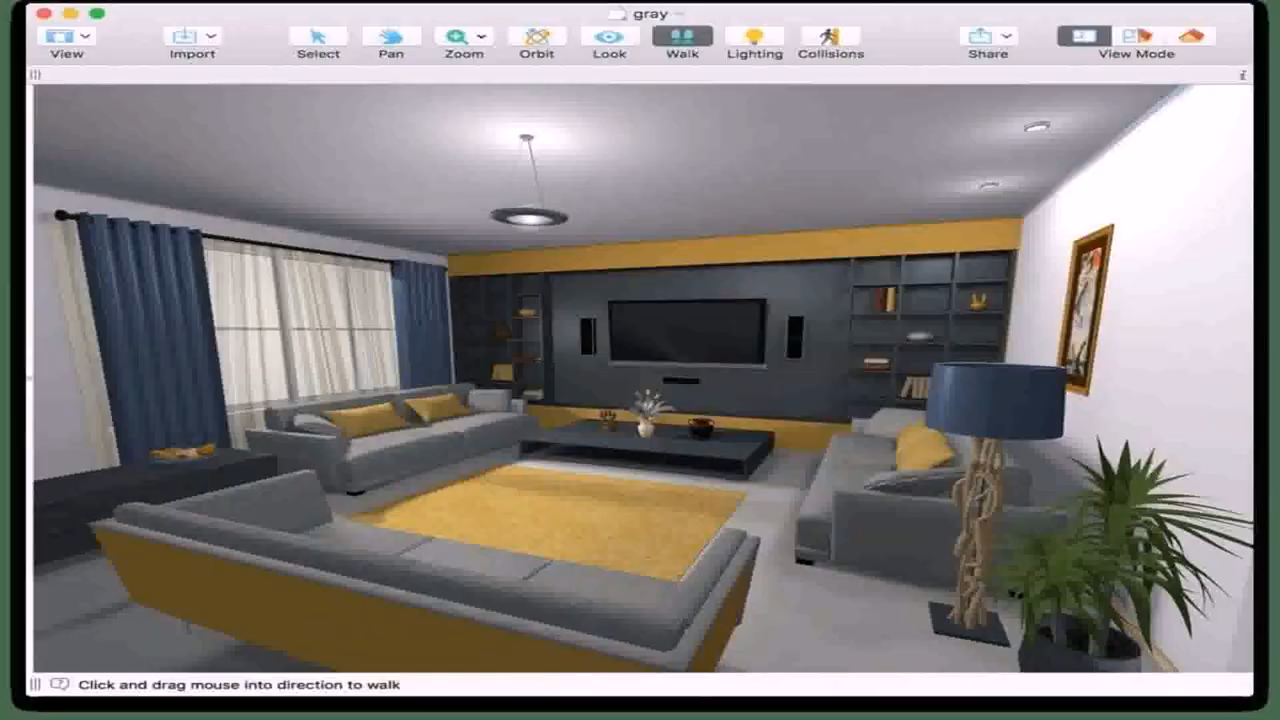 gray
View
Import
Select
Pan
Zoom
Orbit
Look
Walk
Lighting
Collisions
Share
View Mode
Click and drag mouse into direction to walk